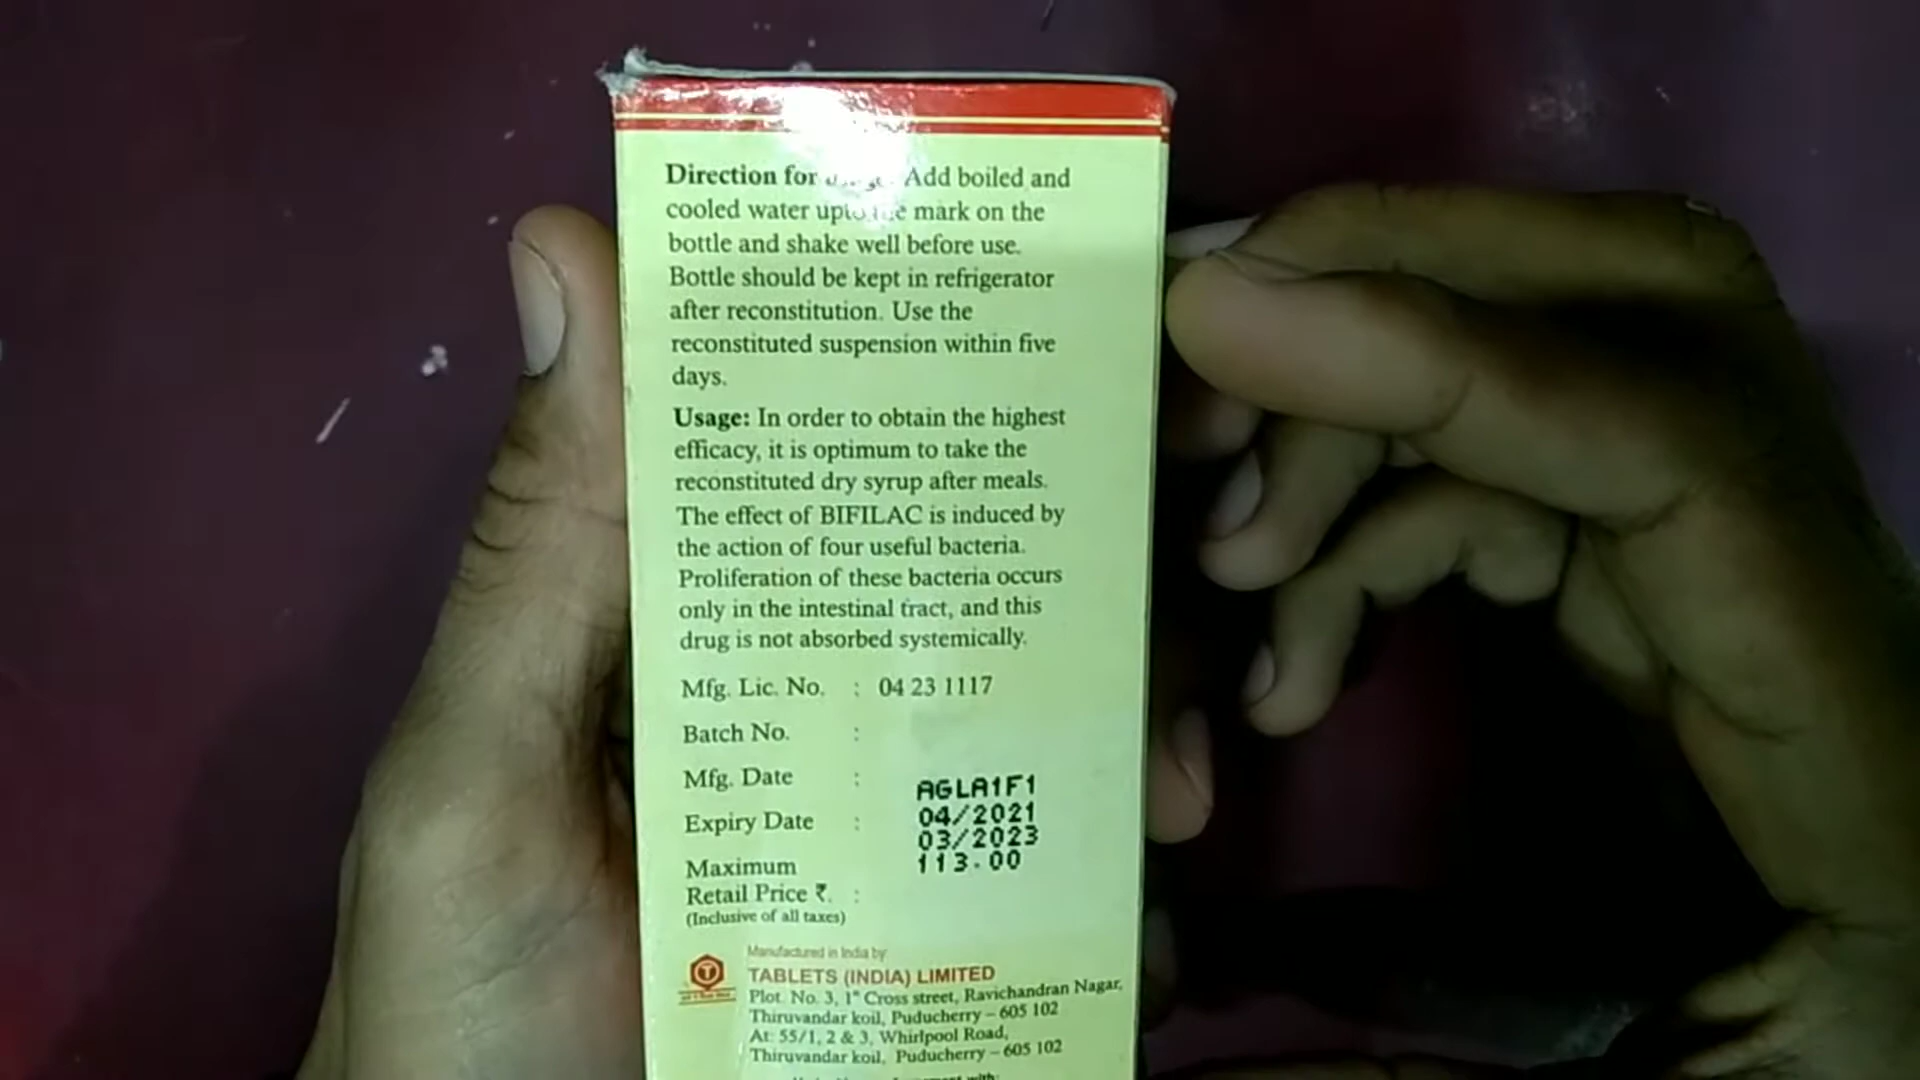 Direction for Add boiled and
cooled water upto the mark on the
bottle and shake well before use.
Bottle should be kept in refrigerator
after reconstitution. Use the
reconstituted suspension within five
days.
Usage: In order to obtain the highest
efficacy, it is optimum to take the
reconstituted dry syrup after meals.
The effect of BIFILAC is induced by
the action of four useful bacteria.
Proliferation of these bacteria occurs
only in the intestinal tract, and this
drug is not absorbed systemically.
Mfg. Lic. No. : 04 23 1117
Batch No. :
Mfg. Date : AGLA1F1
04/2021
Expiry Date : 03/2023
Maximum 113.00
Retail Price ₹. :
(Inclusive of all taxes)
Manufactured in India by
TABLETS (INDIA) LIMITED
Plot. No. 3, 1st Cross street, Ravichandran Nagar,
Thiruvandar koil, Puducherry – 605 102
At: 55/1, 2 & 3, Whirlpool Road,
Thiruvandar koil, Puducherry – 605 102